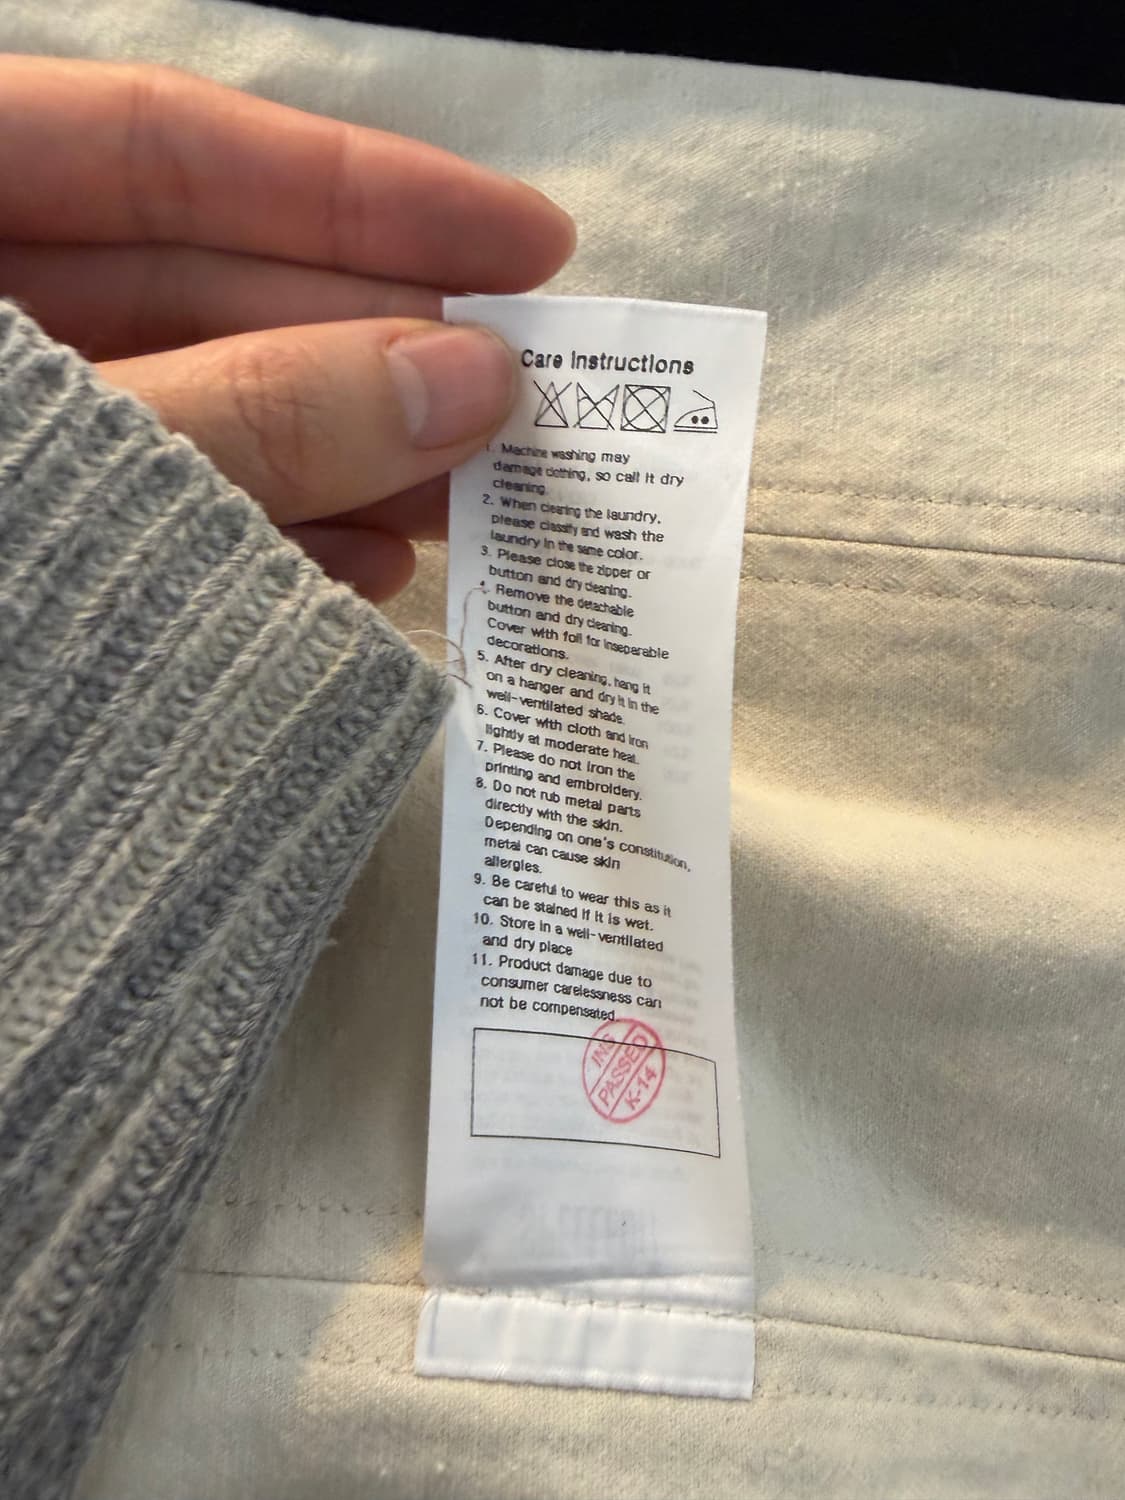 Care Instructions
1. Machine washing may
damage clothing, so call it dry
cleaning.
2. When clearing the laundry,
please classify and wash the
laundry in the same color.
3. Please close the zipper or
button and dry cleaning.
4. Remove the detachable
button and dry cleaning.
Cover with foil for inseparable
decorations.
5. After dry cleaning, hang it
on a hanger and dry it in the
well-ventilated shade.
6. Cover with cloth and iron
lightly at moderate heat.
7. Please do not iron the
printing and embroidery.
8. Do not rub metal parts
directly with the skin.
Depending on one's constitution,
metal can cause skin
allergies.
9. Be careful to wear this as it
can be stained if it is wet.
10. Store in a well-ventilated
and dry place
11. Product damage due to
consumer carelessness can
not be compensated.
INS
PASSED
K-14